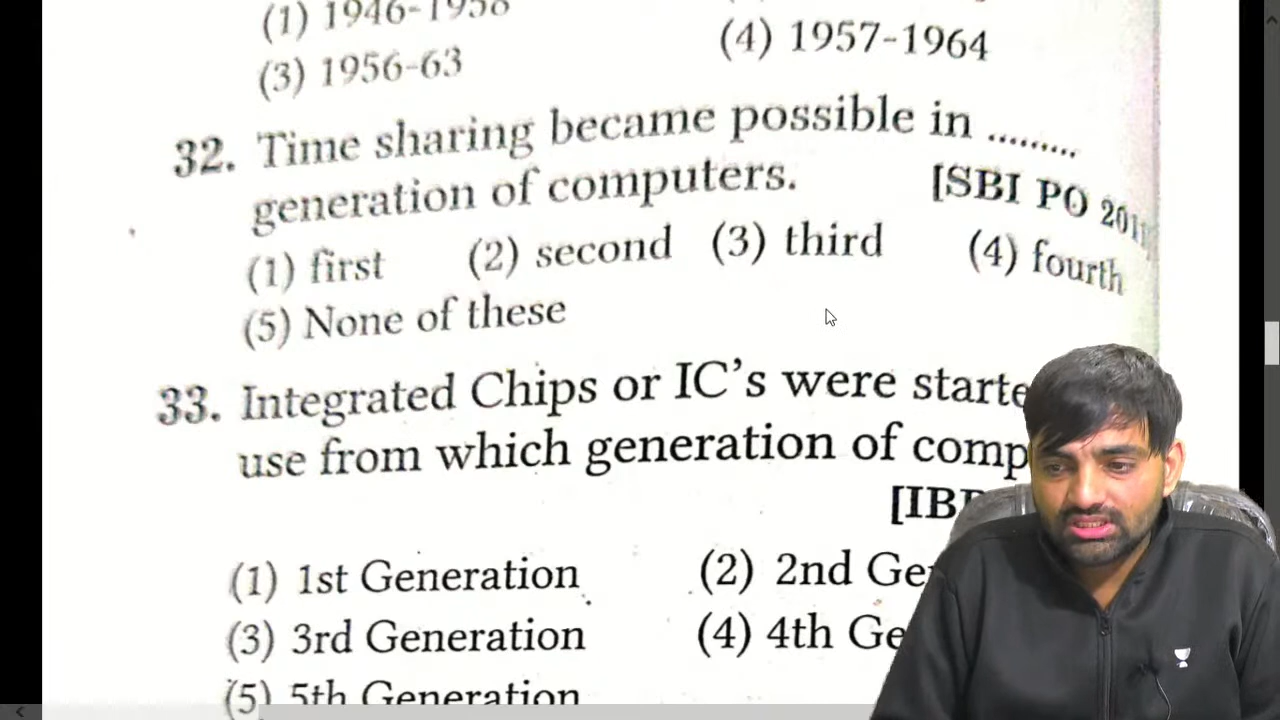 (1) 1946-1958
(3) 1956-63 (4) 1957-1964
32. Time sharing became possible in .........
generation of computers. [SBI PO 201
(1) first (2) second (3) third (4) fourth
(5) None of these
33. Integrated Chips or IC's were starte
use from which generation of comp
[IB
(1) 1st Generation (2) 2nd Ge
(3) 3rd Generation (4) 4th Ge
(5) 5th Generation